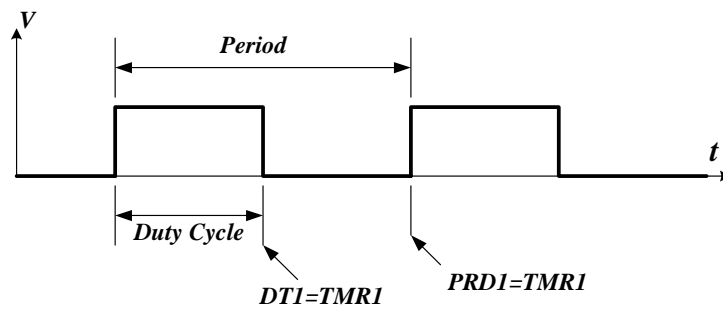 V
Period
t
Duty Cycle
DT1=TMR1
PRD1=TMR1